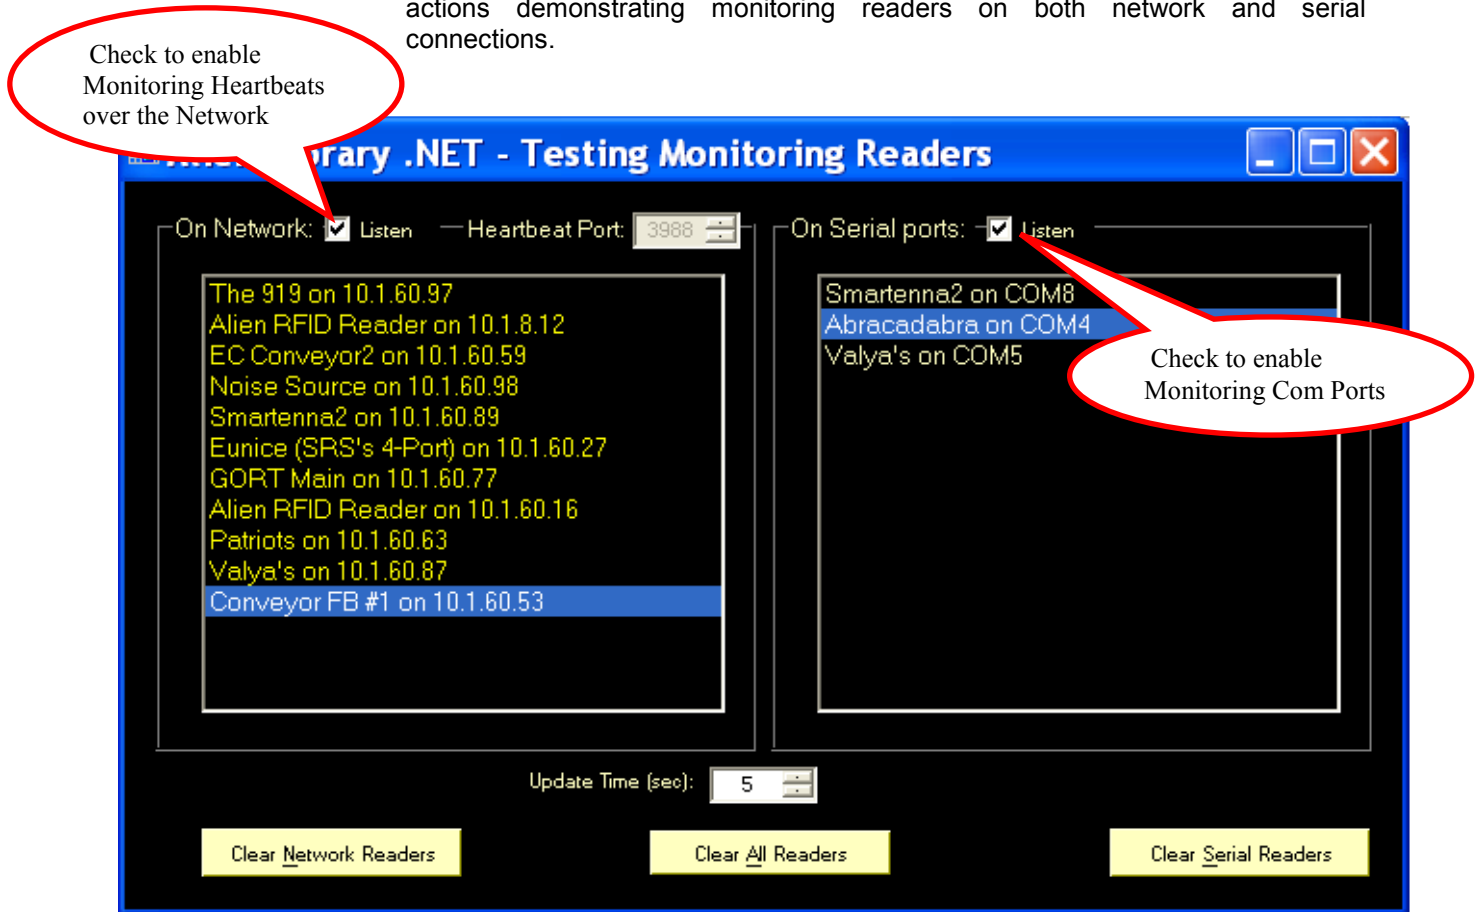 actions demonstrating monitoring readers on both network and serial
connections.
Check to enable
Monitoring Heartbeats
over the Network
.NET - Testing Monitoring Readers
On Network: Listen Heartbeat Port: 3988
The 919 on 10.1.60.97
Alien RFID Reader on 10.1.8.12
EC Conveyor2 on 10.1.60.59
Noise Source on 10.1.60.98
Smartenna2 on 10.1.60.89
Eunice (SRS's 4-Port) on 10.1.60.27
GORT Main on 10.1.60.77
Alien RFID Reader on 10.1.60.16
Patriots on 10.1.60.63
Valya's on 10.1.60.87
Conveyor FB #1 on 10.1.60.53
On Serial ports: Listen
Smartenna2 on COM8
Abracadabra on COM4
Valya's on COM5
Check to enable
Monitoring Com Ports
Update Time (sec): 5
Clear Network Readers
Clear All Readers
Clear Serial Readers